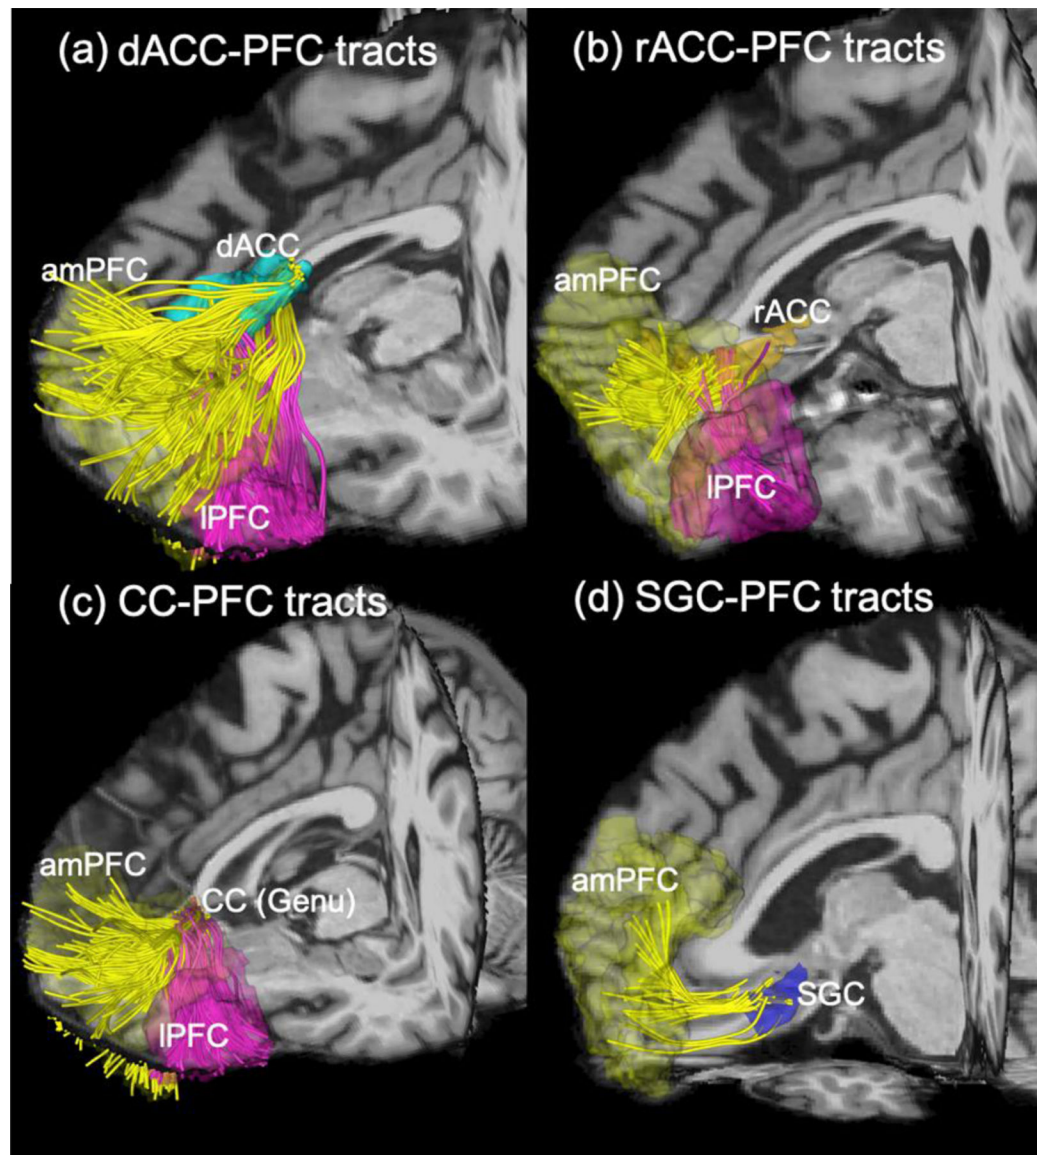 (a) dACC-PFC tracts
dACC
amPFC
lPFC
(b) rACC-PFC tracts
amPFC
rACC
lPFC
(c) CC-PFC tracts
amPFC
CC (Genu)
lPFC
(d) SGC-PFC tracts
amPFC
SGC